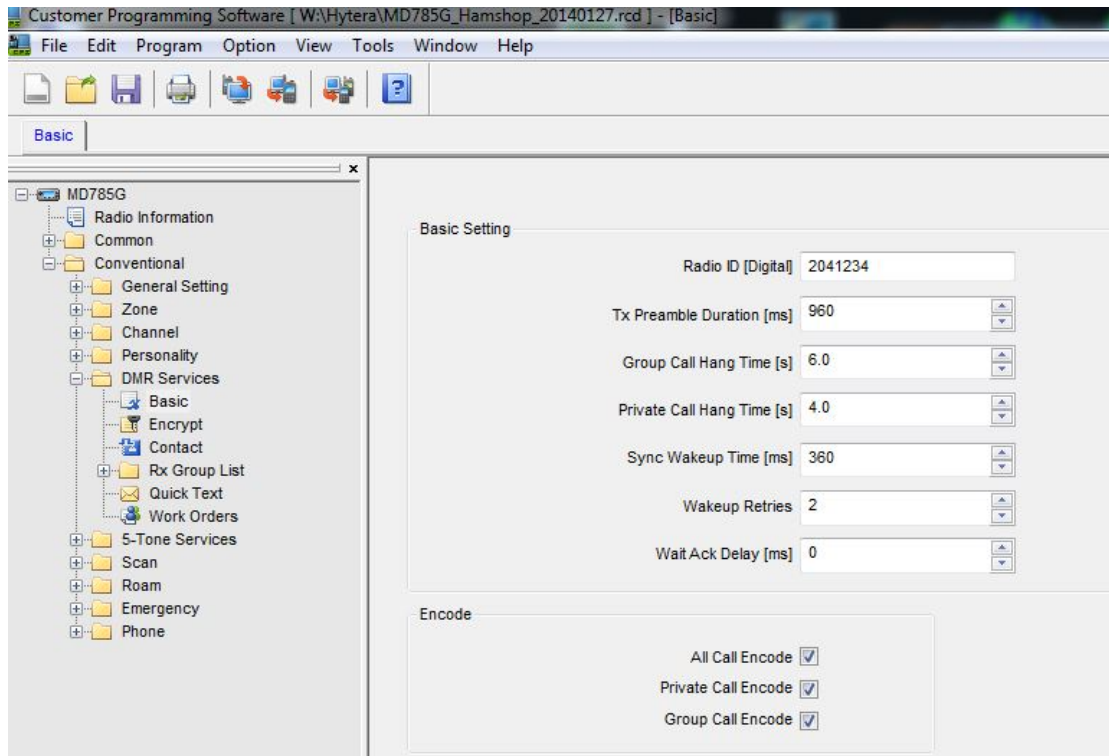 Customer Programming Software [ W:\Hytera\MD785G_Hamshop_20140127.rcd ] - [Basic]
File Edit Program Option View Tools Window Help
Basic
MD785G
Radio Information
Common
Conventional
General Setting
Zone
Channel
Personality
DMR Services
Basic
Encrypt
Contact
Rx Group List
Quick Text
Work Orders
5-Tone Services
Scan
Roam
Emergency
Phone
Basic Setting
Radio ID [Digital] 2041234
Tx Preamble Duration [ms] 960
Group Call Hang Time [s] 6.0
Private Call Hang Time [s] 4.0
Sync Wakeup Time [ms] 360
Wakeup Retries 2
Wait Ack Delay [ms] 0
Encode
All Call Encode
Private Call Encode
Group Call Encode